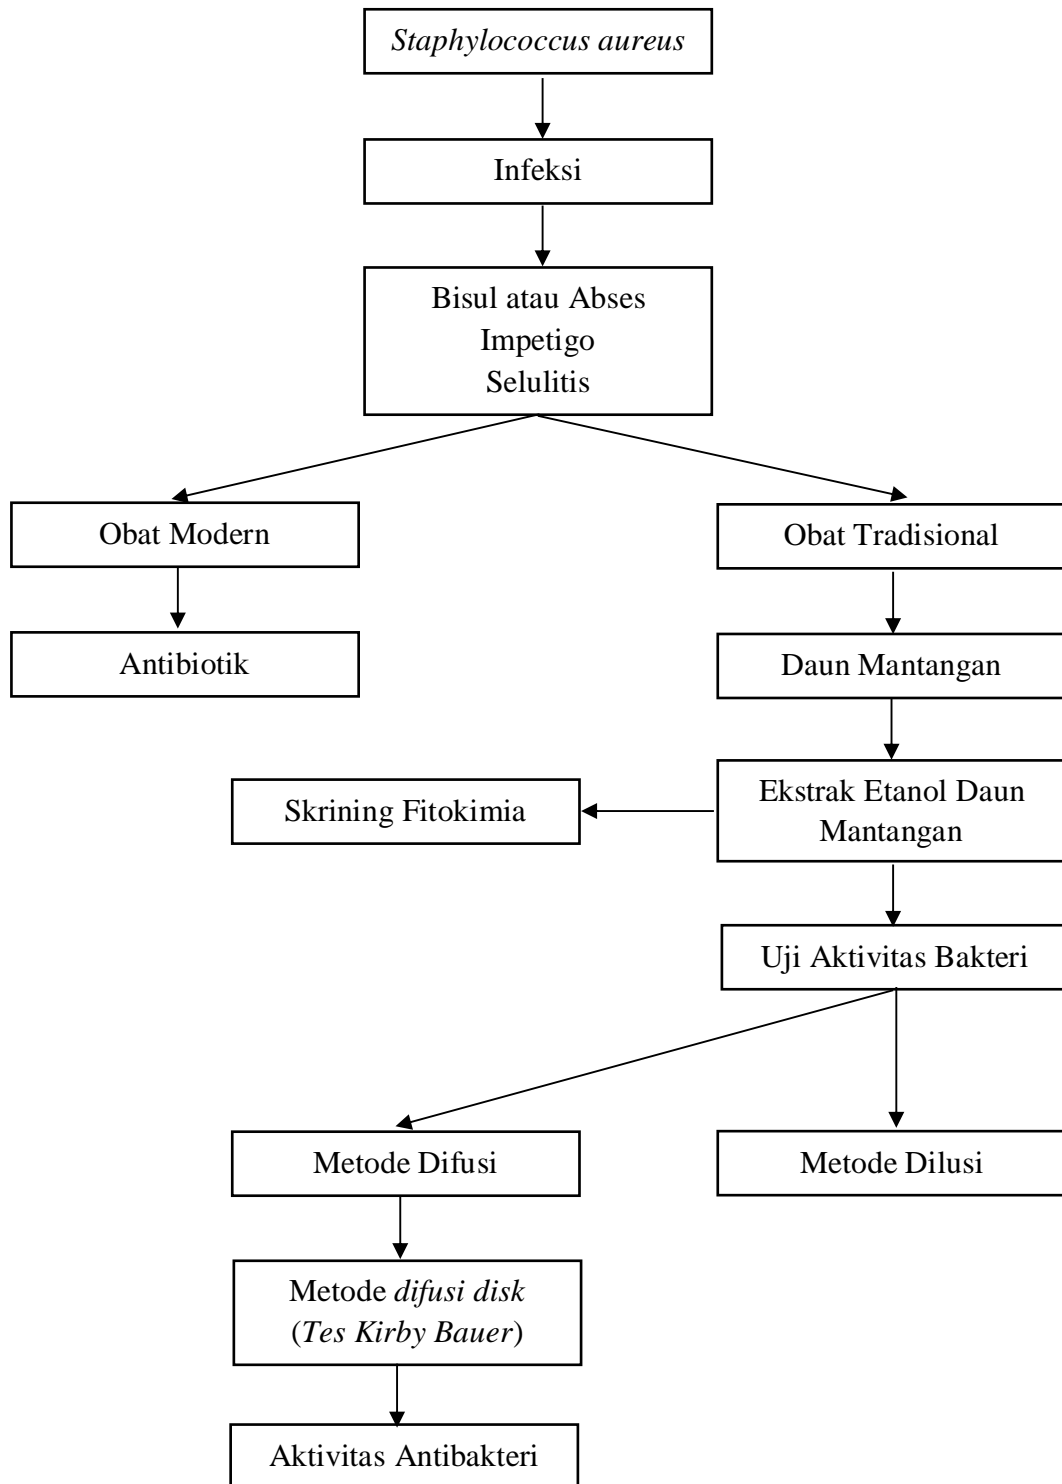 Staphylococcus aureus
Infeksi
Bisul atau Abses
Impetigo
Selulitis
Obat Modern
Obat Tradisional
Antibiotik
Daun Mantangan
Skrining Fitokimia
Ekstrak Etanol Daun
Mantangan
Uji Aktivitas Bakteri
Metode Difusi
Metode Dilusi
Metode difusi disk
(Tes Kirby Bauer)
Aktivitas Antibakteri